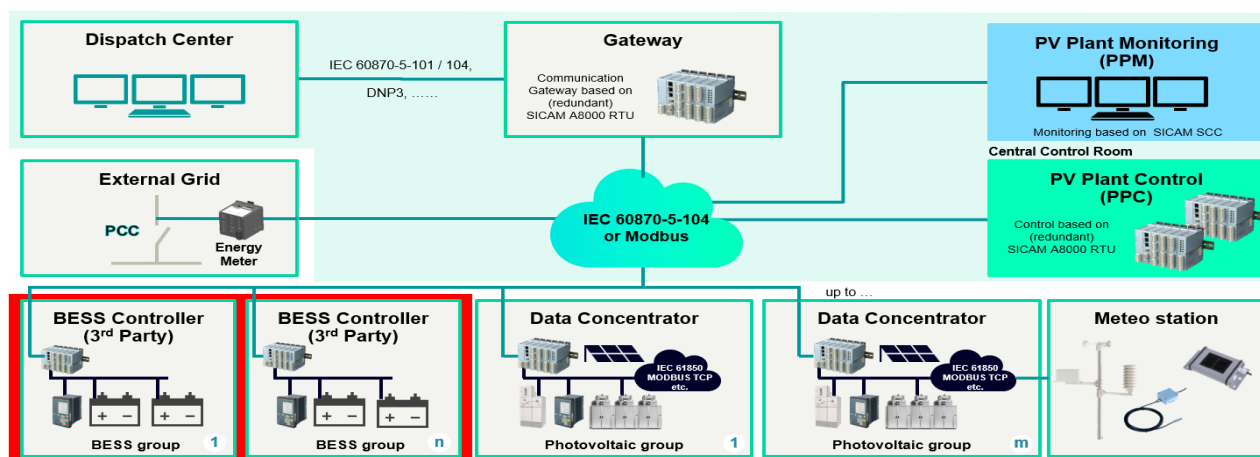 Dispatch Center
IEC 60870-5-101 / 104,
DNP3, ......
Gateway
Communication
Gateway based on
(redundant)
SICAM A8000 RTU
PV Plant Monitoring
(PPM)
Monitoring based on SICAM SCC
Central Control Room
External Grid
PCC
Energy
Meter
IEC 60870-5-104
or Modbus
PV Plant Control
(PPC)
Control based on
(redundant)
SICAM A8000 RTU
up to ...
BESS Controller
(3rd Party)
BESS group
1
BESS Controller
(3rd Party)
BESS group
n
Data Concentrator
IEC 61850
MODBUS TCP
etc.
Photovoltaic group
1
Data Concentrator
IEC 61850
MODBUS TCP
etc.
Photovoltaic group
m
Meteo station